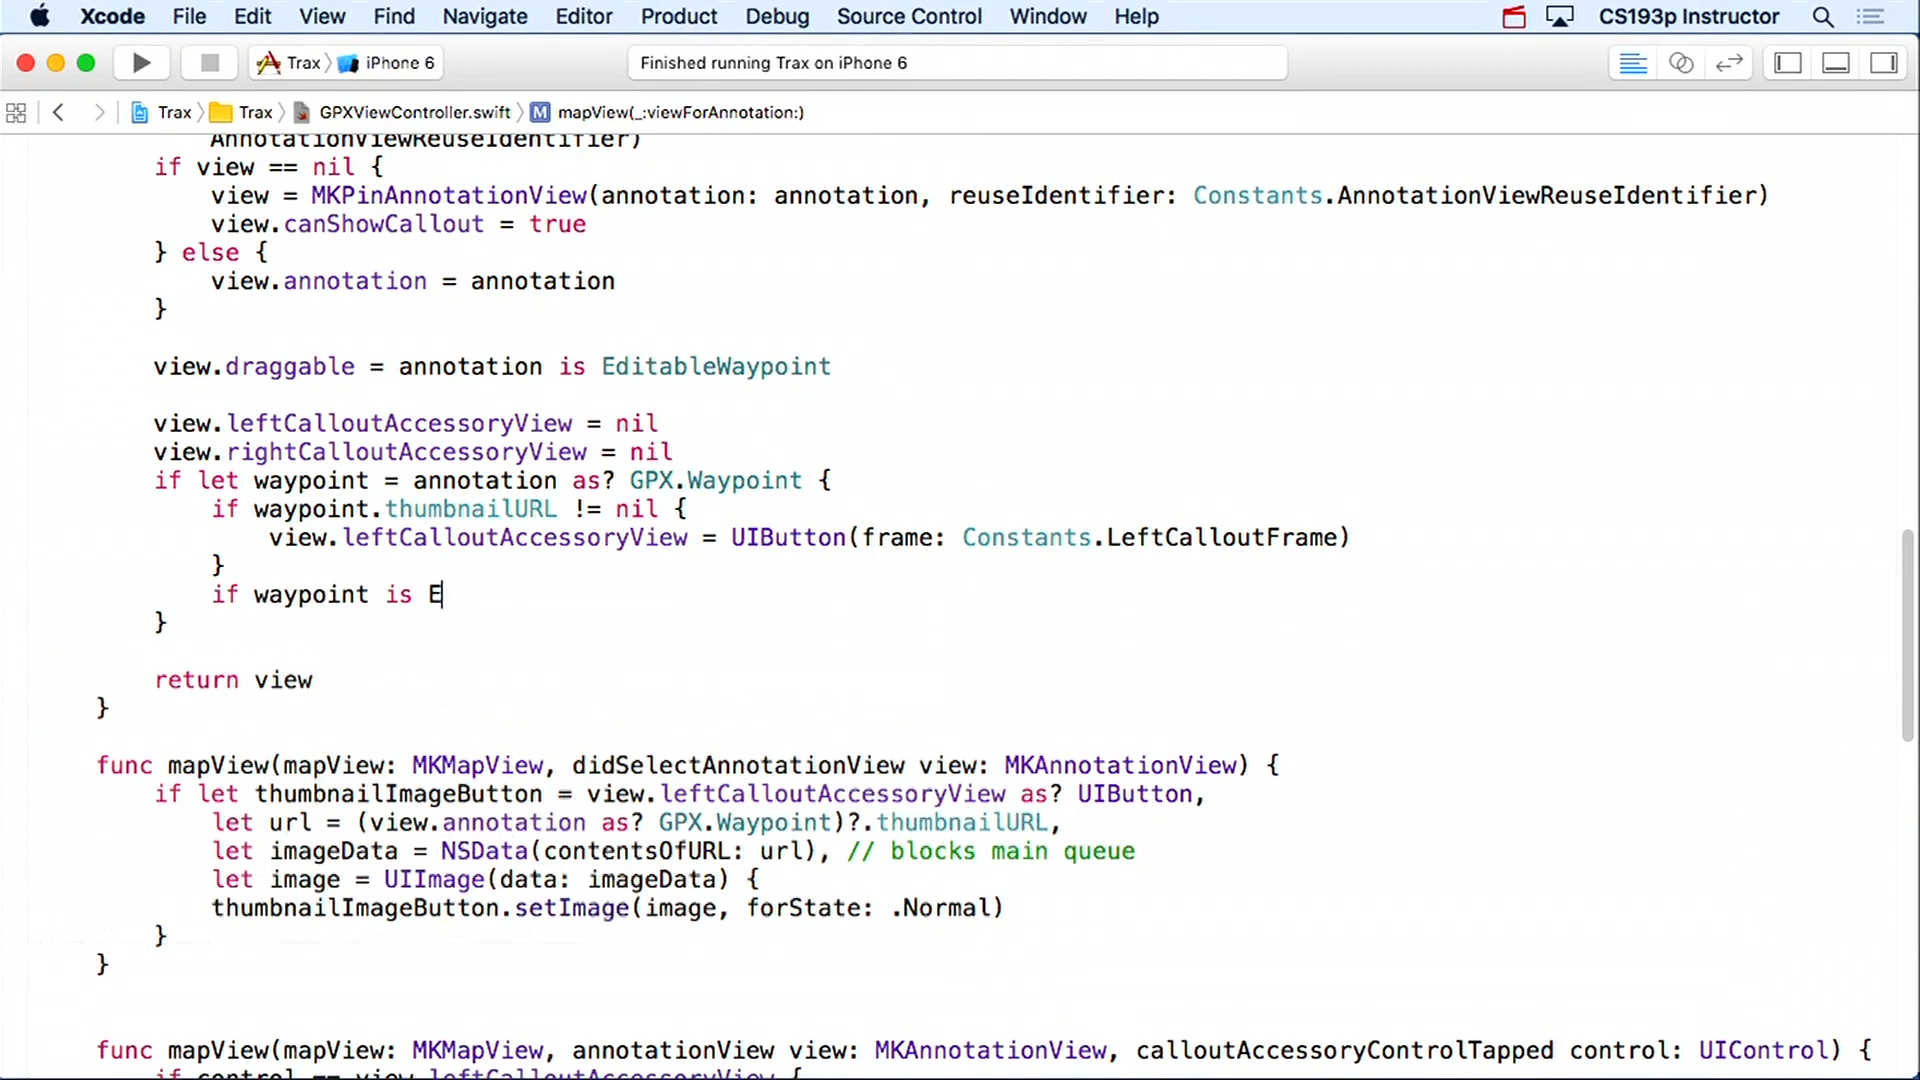 Xcode File Edit View Find Navigate Editor Product Debug Source Control Window Help CS193p Instructor
Trax iPhone 6 Finished running Trax on iPhone 6
Trax Trax GPXViewController.swift M mapView(_:viewForAnnotation:)
AnnotationViewReuseIdentifier)
if view == nil {
view = MKPinAnnotationView(annotation: annotation, reuseIdentifier: Constants.AnnotationViewReuseIdentifier)
view.canShowCallout = true
} else {
view.annotation = annotation
}
view.draggable = annotation is EditableWaypoint
view.leftCalloutAccessoryView = nil
view.rightCalloutAccessoryView = nil
if let waypoint = annotation as? GPX.Waypoint {
if waypoint.thumbnailURL != nil {
view.leftCalloutAccessoryView = UIButton(frame: Constants.LeftCalloutFrame)
}
if waypoint is E
}
return view
}
func mapView(mapView: MKMapView, didSelectAnnotationView view: MKAnnotationView) {
if let thumbnailImageButton = view.leftCalloutAccessoryView as? UIButton,
let url = (view.annotation as? GPX.Waypoint)?.thumbnailURL,
let imageData = NSData(contentsOfURL: url), // blocks main queue
let image = UIImage(data: imageData) {
thumbnailImageButton.setImage(image, forState: .Normal)
}
}
func mapView(mapView: MKMapView, annotationView view: MKAnnotationView, calloutAccessoryControlTapped control: UIControl) {
if control == view.leftCalloutAccessoryView {